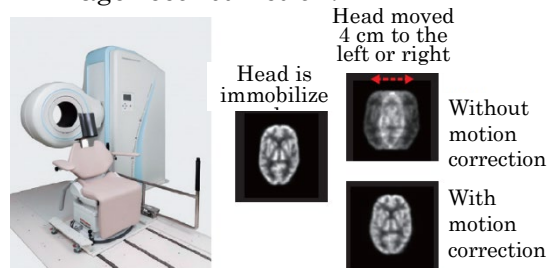 Head moved
4 cm to the
left or right
Head is
immobilize
Without
motion
correction
With
motion
correction